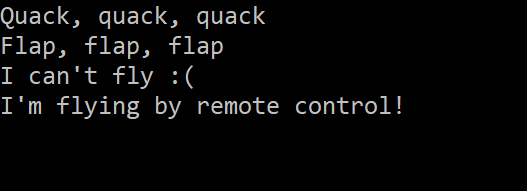 Quack, quack, quack
Flap, flap, flap
I can't fly :(
I'm flying by remote control!